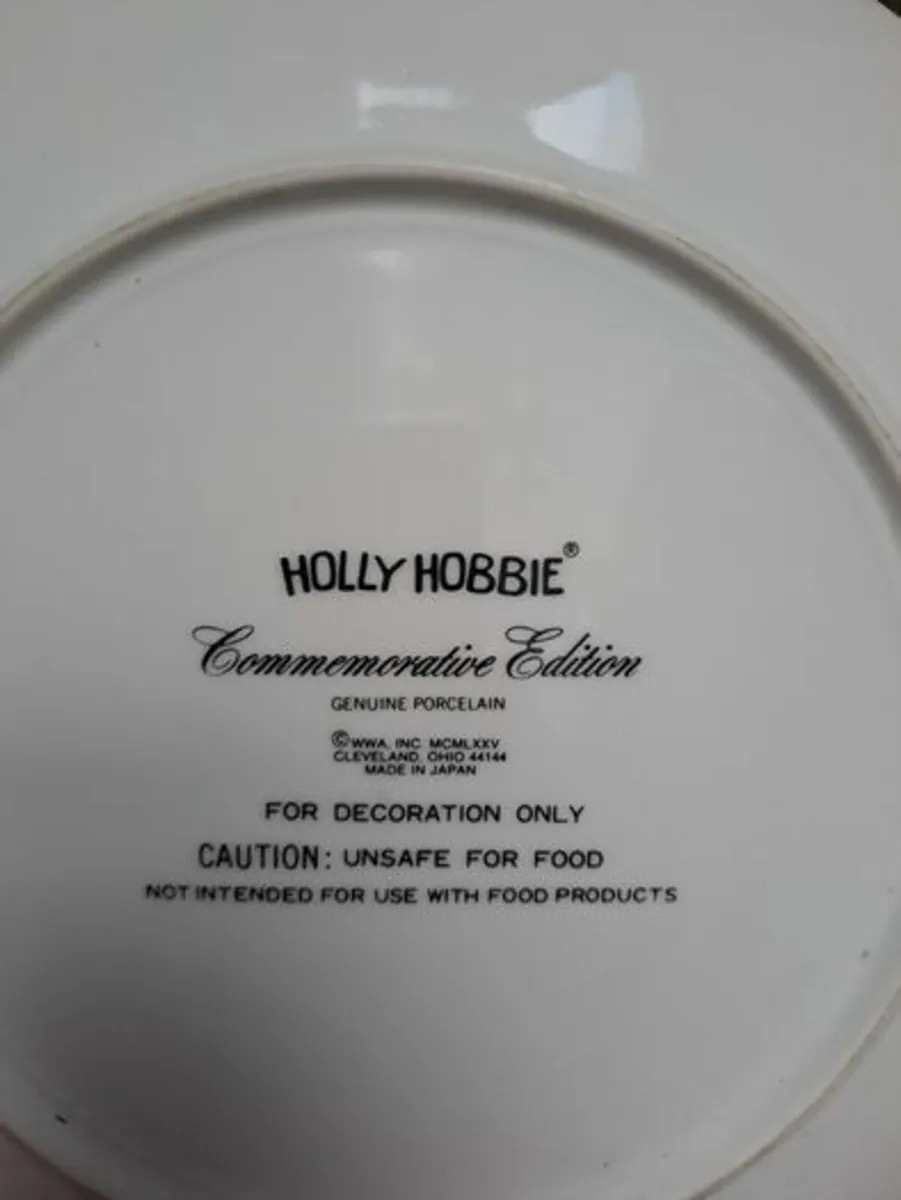 HOLLY HOBBIE®
Commemorative Edition
GENUINE PORCELAIN
©WWA, INC. MCMLXXV
CLEVELAND, OHIO 44144
MADE IN JAPAN
FOR DECORATION ONLY
CAUTION: UNSAFE FOR FOOD
NOT INTENDED FOR USE WITH FOOD PRODUCTS